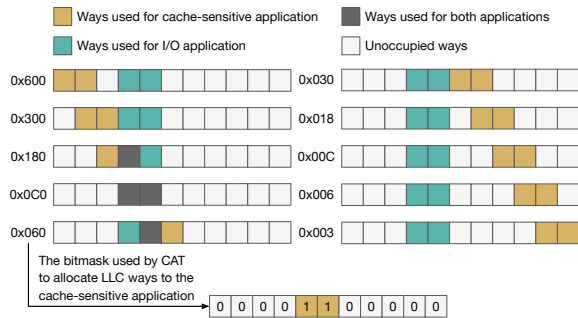 Ways used for cache-sensitive application
Ways used for both applications
Ways used for I/O application
Unoccupied ways
0x600
0x030
0x300
0x018
0x180
0x00C
0x0C0
0x006
0x060
0x003
The bitmask used by CAT
to allocate LLC ways to the
cache-sensitive application
0 0 0 0 1 1 0 0 0 0 0